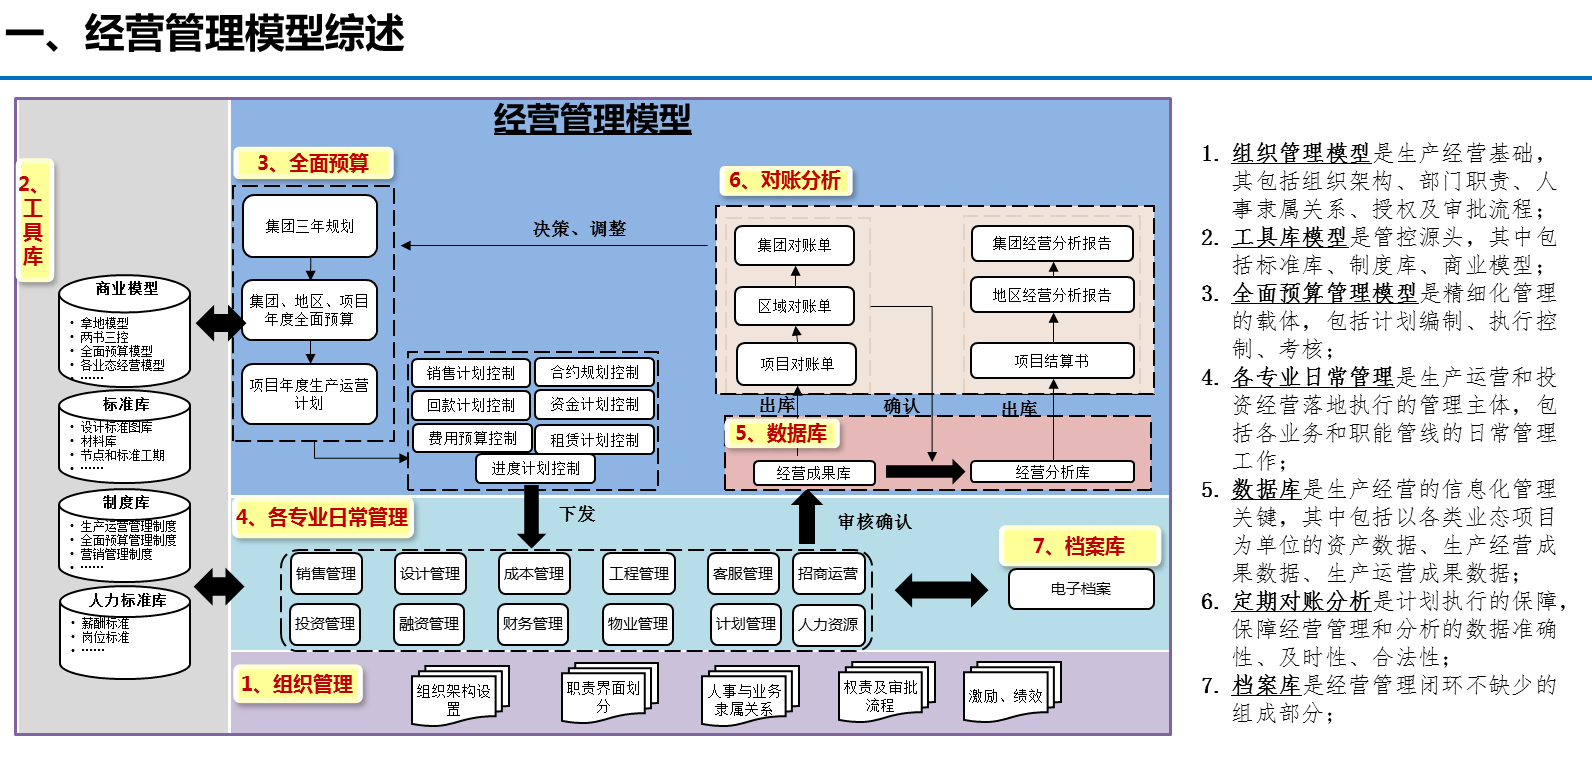 一、经营管理模型综述
经营管理模型
2、
工
具
库
商业模型
• 拿地模型
• 两书三控
• 全面预算模型
• 各业态经营模型
• ……
标准库
• 设计标准图库
• 材料库
• 节点和标准工期
• ……
制度库
• 生产运营管理制度
• 全面预算管理制度
• 营销管理制度
• ……
人力标准库
• 薪酬标准
• 岗位标准
• ……
3、全面预算
集团三年规划
集团、地区、项目
年度全面预算
项目年度生产运营
计划
决策、调整
销售计划控制
合约规划控制
回款计划控制
资金计划控制
费用预算控制
租赁计划控制
进度计划控制
下发
6、对账分析
集团对账单
区域对账单
项目对账单
集团经营分析报告
地区经营分析报告
项目结算书
出库
确认
出库
5、数据库
经营成果库
经营分析库
审核确认
4、各专业日常管理
销售管理
设计管理
成本管理
工程管理
客服管理
招商运营
投资管理
融资管理
财务管理
物业管理
计划管理
人力资源
7、档案库
电子档案
1、组织管理
组织架构设
置
职责界面划
分
人事与业务
隶属关系
权责及审批
流程
激励、绩效
1. 组织管理模型是生产经营基础，
其包括组织架构、部门职责、人
事隶属关系、授权及审批流程；
2. 工具库模型是管控源头，其中包
括标准库、制度库、商业模型；
3. 全面预算管理模型是精细化管理
的载体，包括计划编制、执行控
制、考核；
4. 各专业日常管理是生产运营和投
资经营落地执行的管理主体，包
括各业务和职能管线的日常管理
工作；
5. 数据库是生产经营的信息化管理
关键，其中包括以各类业态项目
为单位的资产数据、生产经营成
果数据、生产运营成果数据；
6. 定期对账分析是计划执行的保障，
保障经营管理和分析的数据准确
性、及时性、合法性；
7. 档案库是经营管理闭环不缺少的
组成部分；